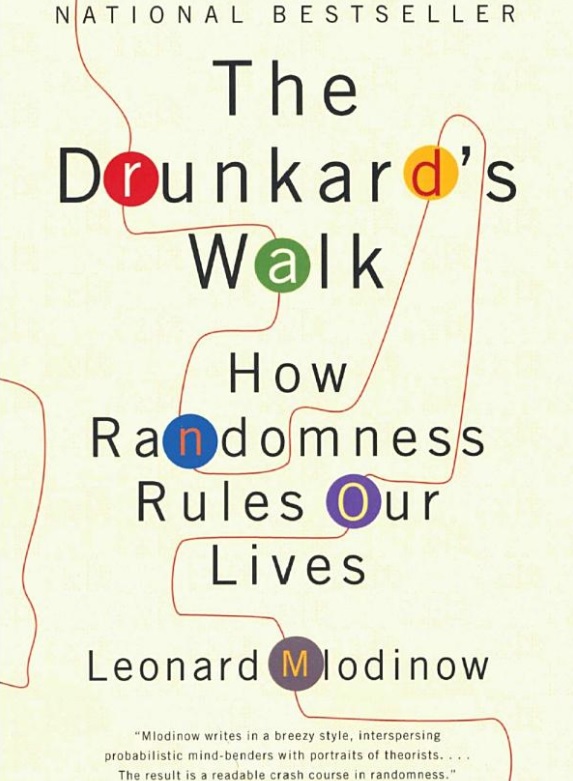 NATIONAL BESTSELLER
The
Drunkard's
Walk
How
Randomness
Rules Our
Lives
Leonard Mlodinow
"Mlodinow writes in a breezy style, interspersing
probabilistic mind-benders with portraits of theorists. . . .
The result is a readable crash course in randomness."